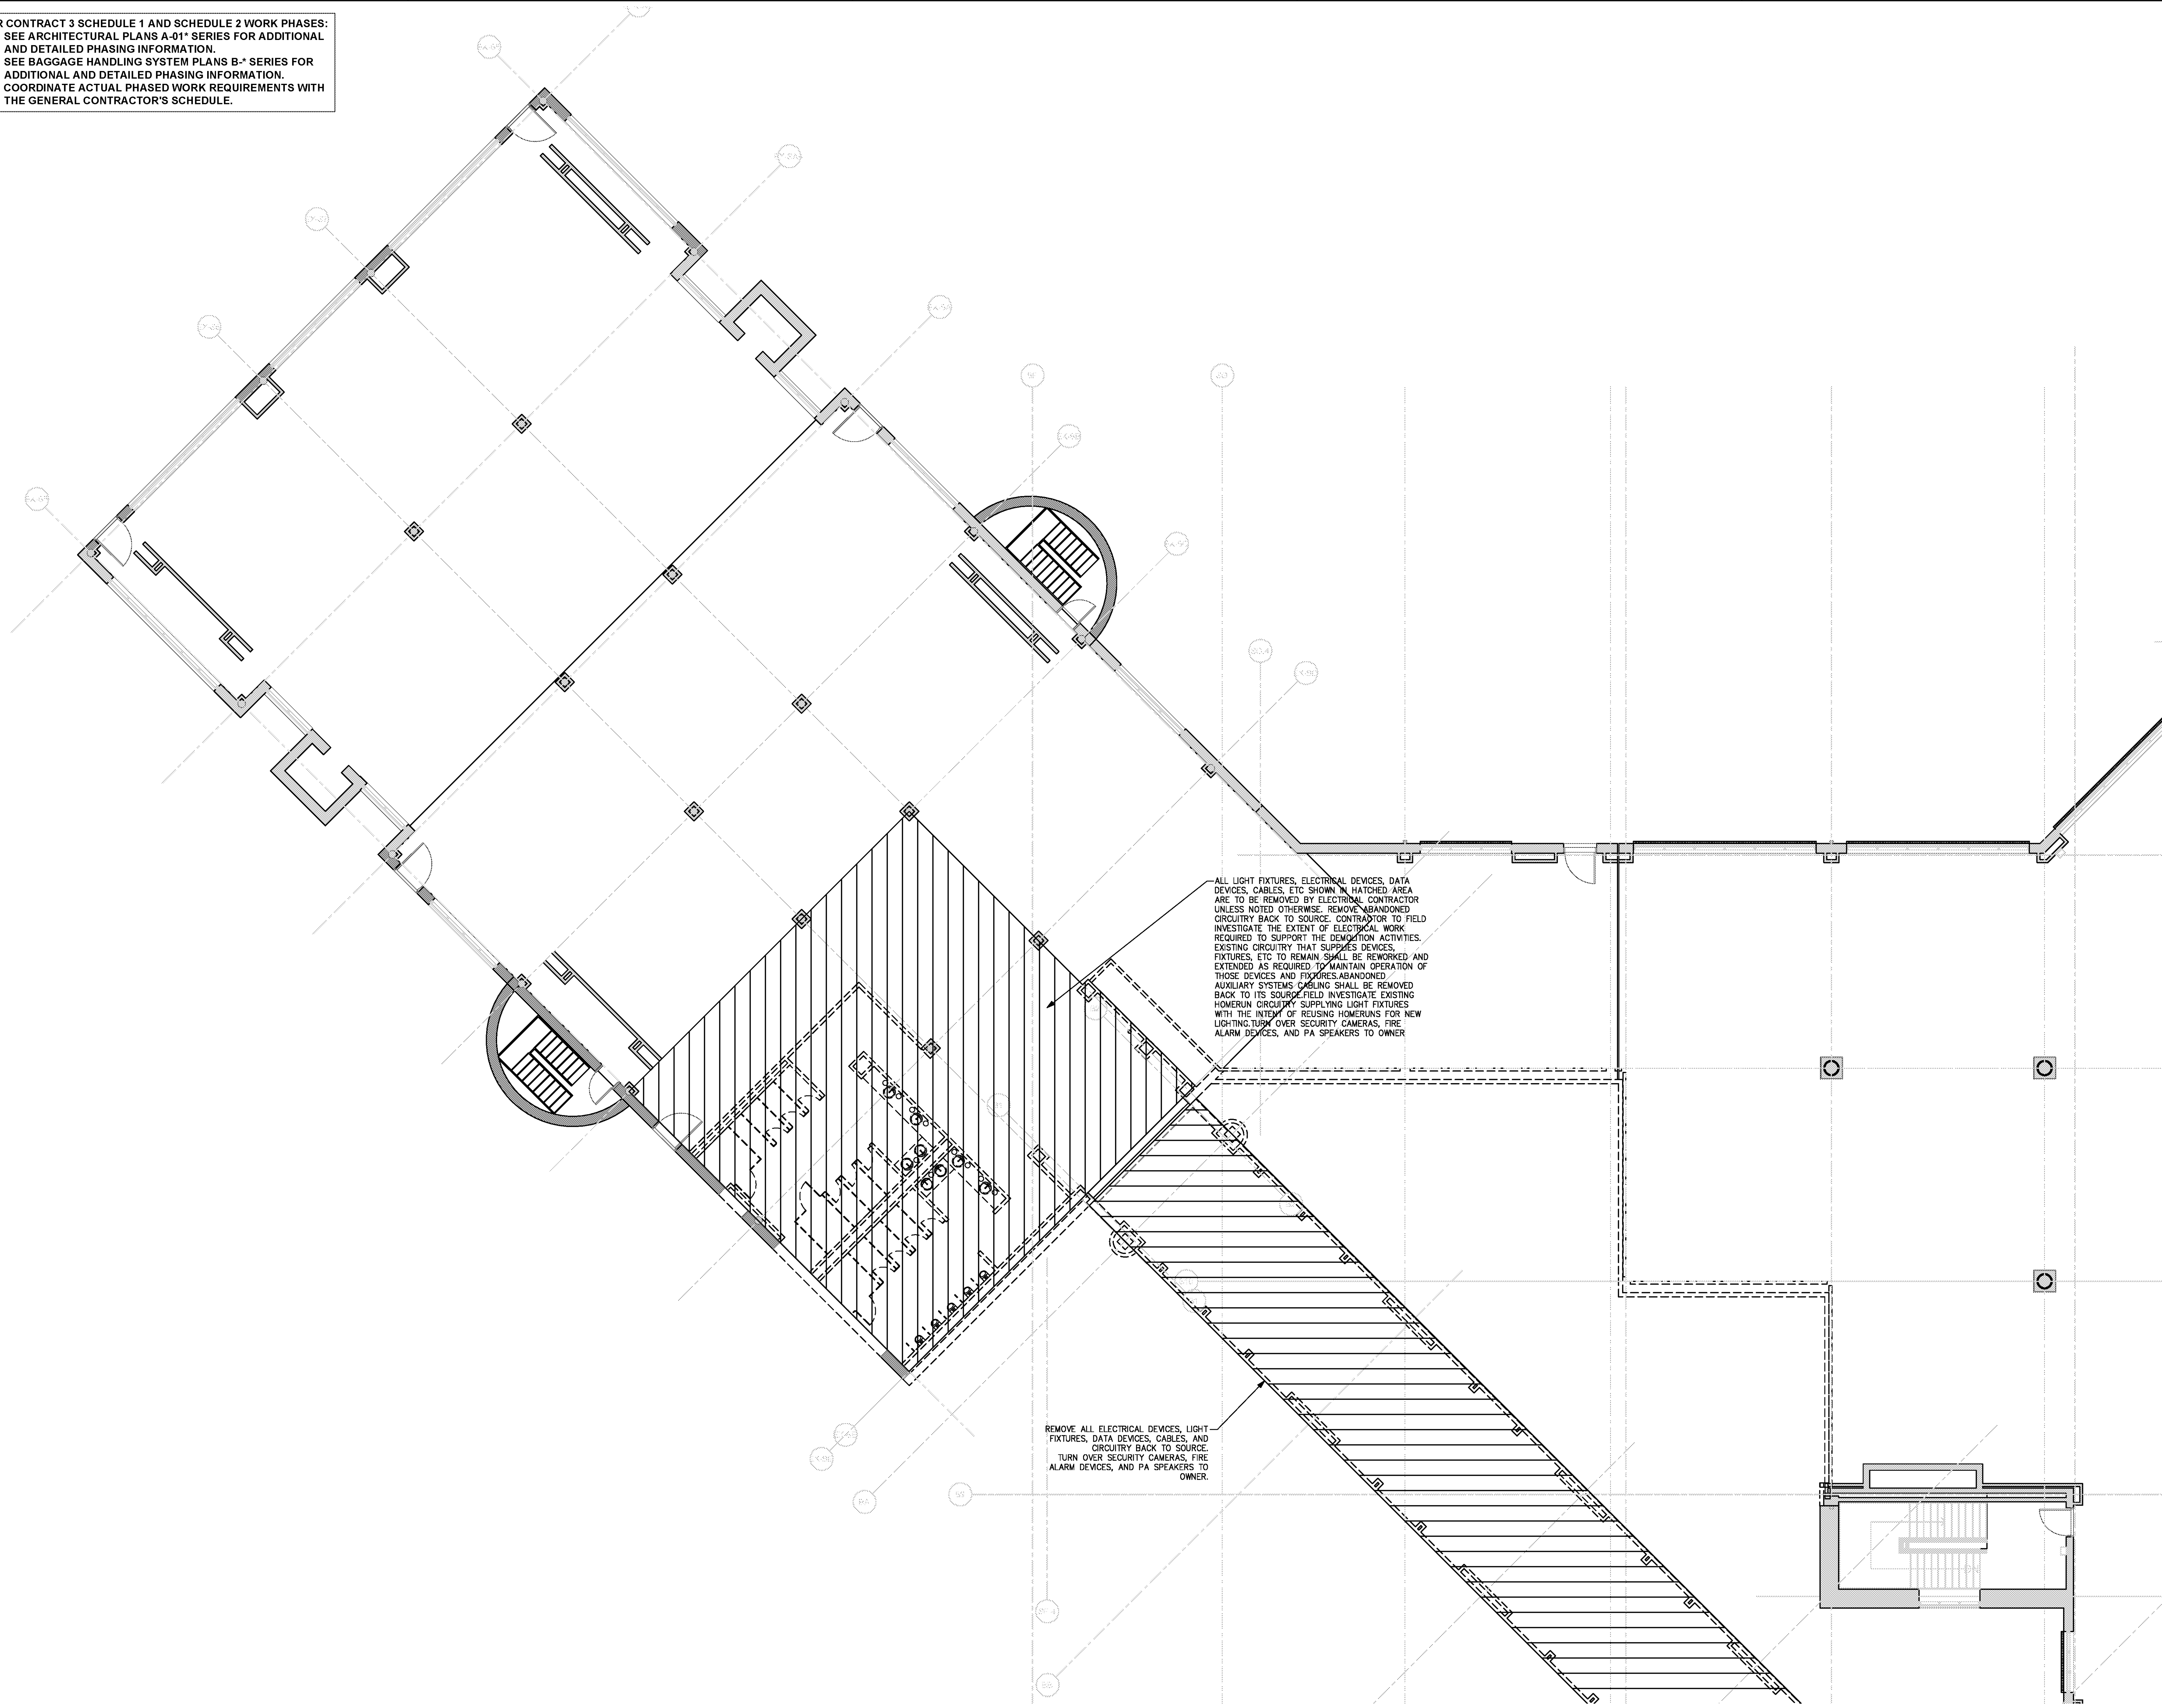 R CONTRACT 3 SCHEDULE 1 AND SCHEDULE 2 WORK PHASES:
SEE ARCHITECTURAL PLANS A-01* SERIES FOR ADDITIONAL
AND DETAILED PHASING INFORMATION.
SEE BAGGAGE HANDLING SYSTEM PLANS B-* SERIES FOR
ADDITIONAL AND DETAILED PHASING INFORMATION.
COORDINATE ACTUAL PHASED WORK REQUIREMENTS WITH
THE GENERAL CONTRACTOR'S SCHEDULE.
ALL LIGHT FIXTURES, ELECTRICAL DEVICES, DATA
DEVICES, CABLES, ETC SHOWN IN HATCHED AREA
ARE TO BE REMOVED BY ELECTRICAL CONTRACTOR
UNLESS NOTED OTHERWISE. REMOVE ABANDONED
CIRCUITRY BACK TO SOURCE. CONTRACTOR TO FIELD
INVESTIGATE THE EXTENT OF ELECTRICAL WORK
REQUIRED TO SUPPORT THE DEMOLITION ACTIVITIES.
EXISTING CIRCUITRY THAT SUPPLIES DEVICES,
FIXTURES, ETC TO REMAIN SHALL BE REWORKED AND
EXTENDED AS REQUIRED TO MAINTAIN OPERATION OF
THOSE DEVICES AND FIXTURES.ABANDONED
AUXILIARY SYSTEMS CABLING SHALL BE REMOVED
BACK TO ITS SOURCE.FIELD INVESTIGATE EXISTING
HOMERUN CIRCUITRY SUPPLYING LIGHT FIXTURES
WITH THE INTENT OF REUSING HOMERUNS FOR NEW
LIGHTING.TURN OVER SECURITY CAMERAS, FIRE
ALARM DEVICES, AND PA SPEAKERS TO OWNER
REMOVE ALL ELECTRICAL DEVICES, LIGHT
FIXTURES, DATA DEVICES, CABLES, AND
CIRCUITRY BACK TO SOURCE.
TURN OVER SECURITY CAMERAS, FIRE
ALARM DEVICES, AND PA SPEAKERS TO
OWNER.